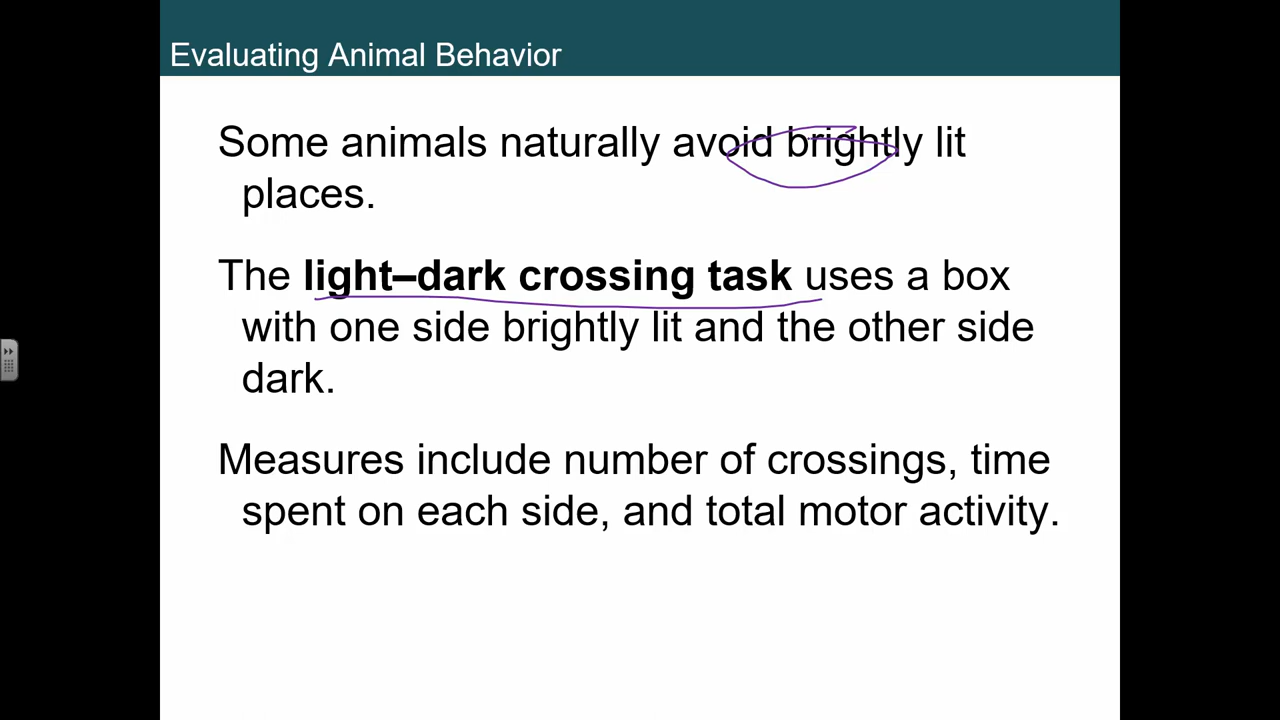 Evaluating Animal Behavior
Some animals naturally avoid brightly lit
places.
The light–dark crossing task uses a box
with one side brightly lit and the other side
dark.
Measures include number of crossings, time
spent on each side, and total motor activity.